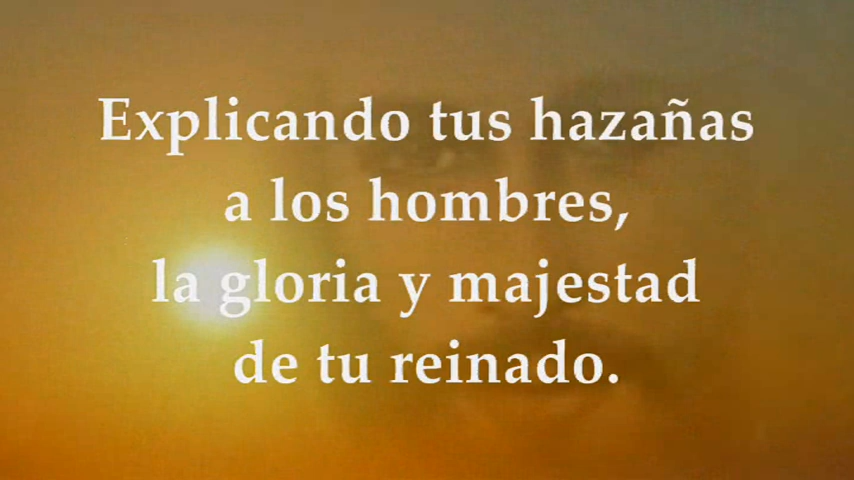 Explicando tus hazañas
a los hombres,
la gloria y majestad
de tu reinado.